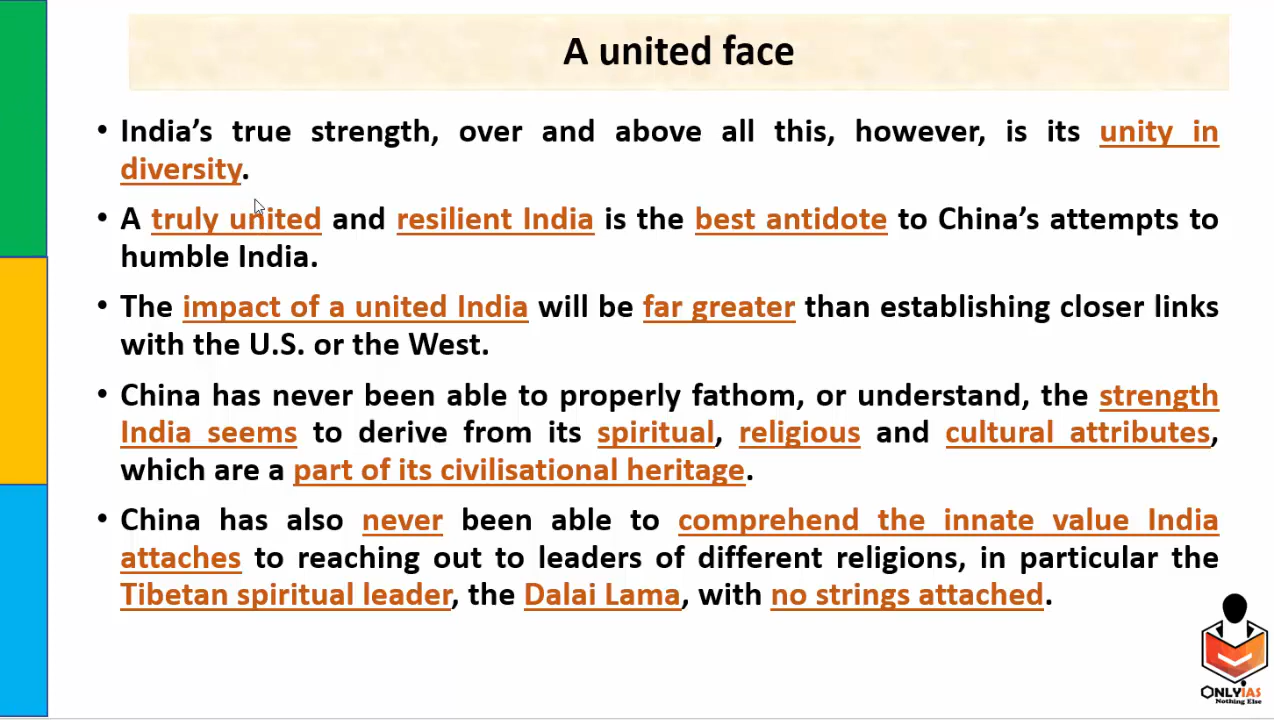 A united face
• India’s true strength, over and above all this, however, is its unity in
diversity.
• A truly united and resilient India is the best antidote to China’s attempts to
humble India.
• The impact of a united India will be far greater than establishing closer links
with the U.S. or the West.
• China has never been able to properly fathom, or understand, the strength
India seems to derive from its spiritual, religious and cultural attributes,
which are a part of its civilisational heritage.
• China has also never been able to comprehend the innate value India
attaches to reaching out to leaders of different religions, in particular the
Tibetan spiritual leader, the Dalai Lama, with no strings attached.
ONLYIAS
Nothing Else